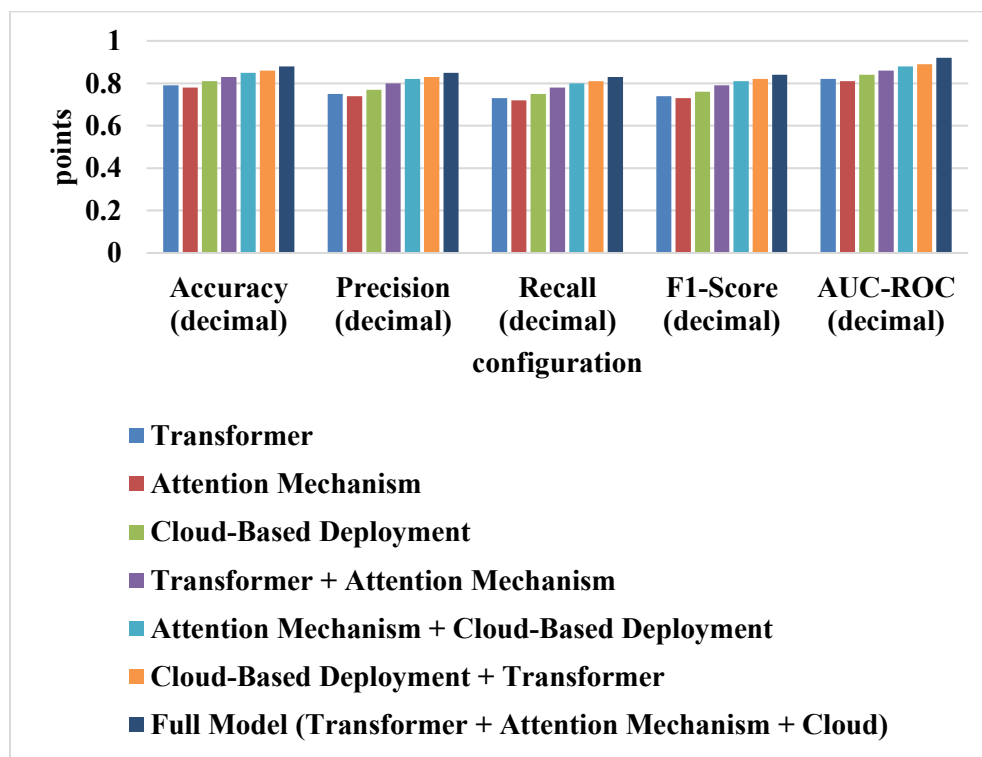 1
0.8
0.6
0.4
0.2
0
points
Accuracy (decimal)
Precision (decimal)
Recall (decimal)
F1-Score (decimal)
AUC-ROC (decimal)
configuration
Transformer
Attention Mechanism
Cloud-Based Deployment
Transformer + Attention Mechanism
Attention Mechanism + Cloud-Based Deployment
Cloud-Based Deployment + Transformer
Full Model (Transformer + Attention Mechanism + Cloud)